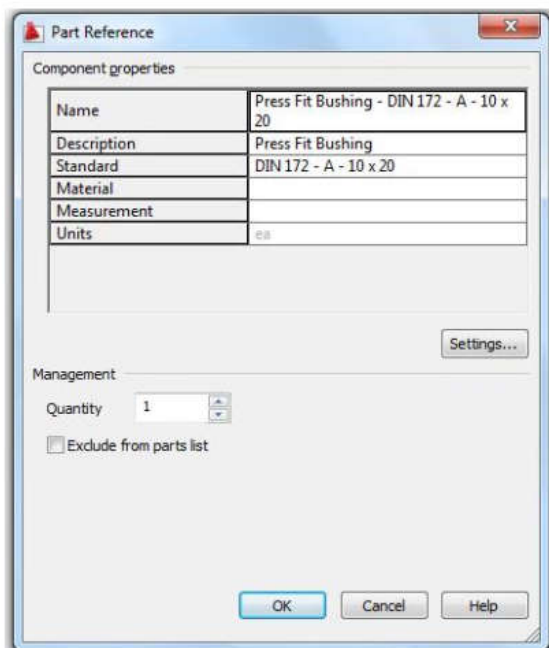 Part Reference
Component properties
Name Press Fit Bushing - DIN 172 - A - 10 x
20
Description Press Fit Bushing
Standard DIN 172 - A - 10 x 20
Material
Measurement
Units ea
Settings...
Management
Quantity 1
Exclude from parts list
OK Cancel Help